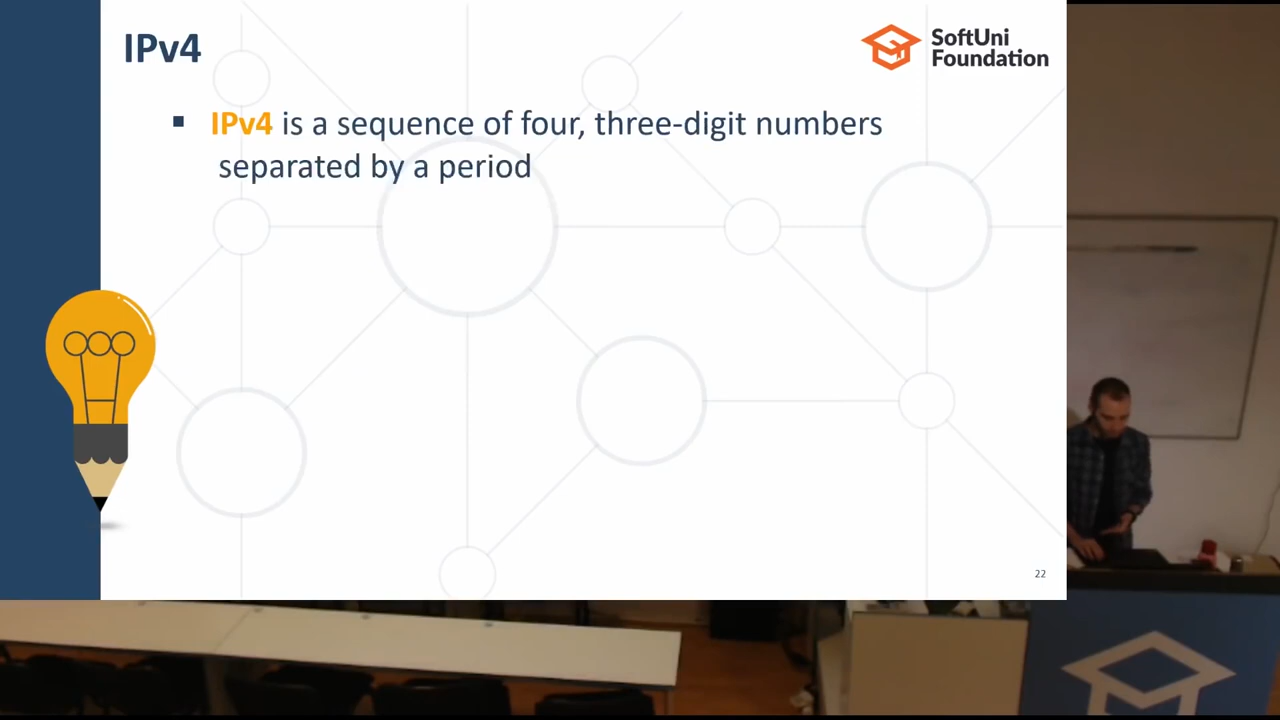 IPv4
SoftUni
Foundation
▪ IPv4 is a sequence of four, three-digit numbers
separated by a period
22